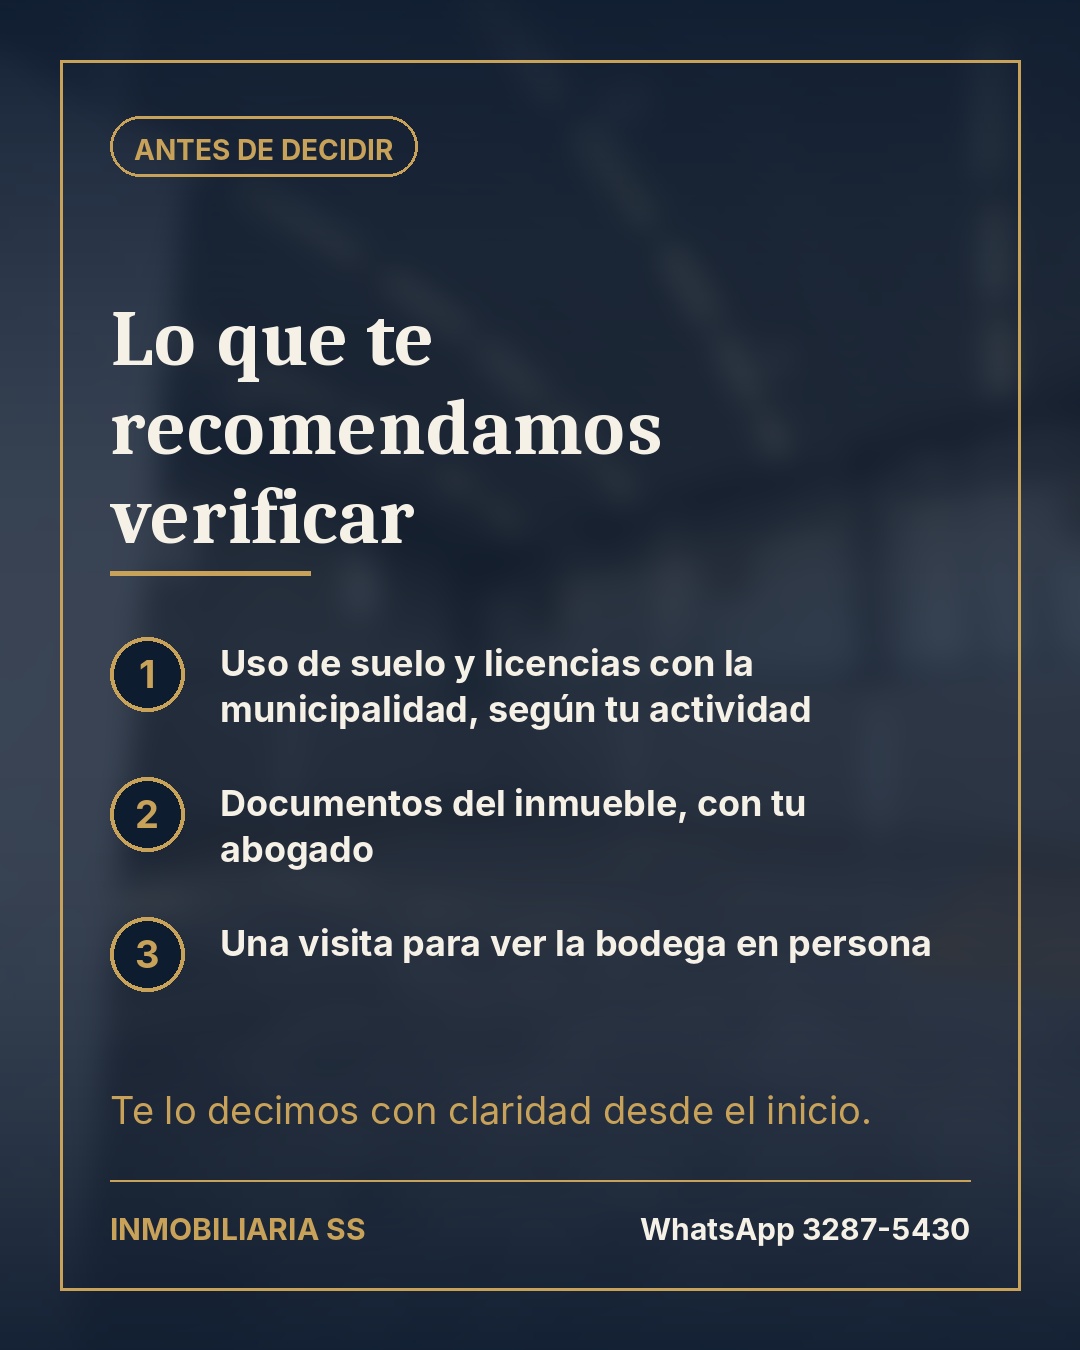 ANTES DE DECIDIR
Lo que te
recomendamos
verificar
1
Uso de suelo y licencias con la
municipalidad, según tu actividad
2
Documentos del inmueble, con tu
abogado
3
Una visita para ver la bodega en persona
Te lo decimos con claridad desde el inicio.
INMOBILIARIA SS
WhatsApp 3287-5430